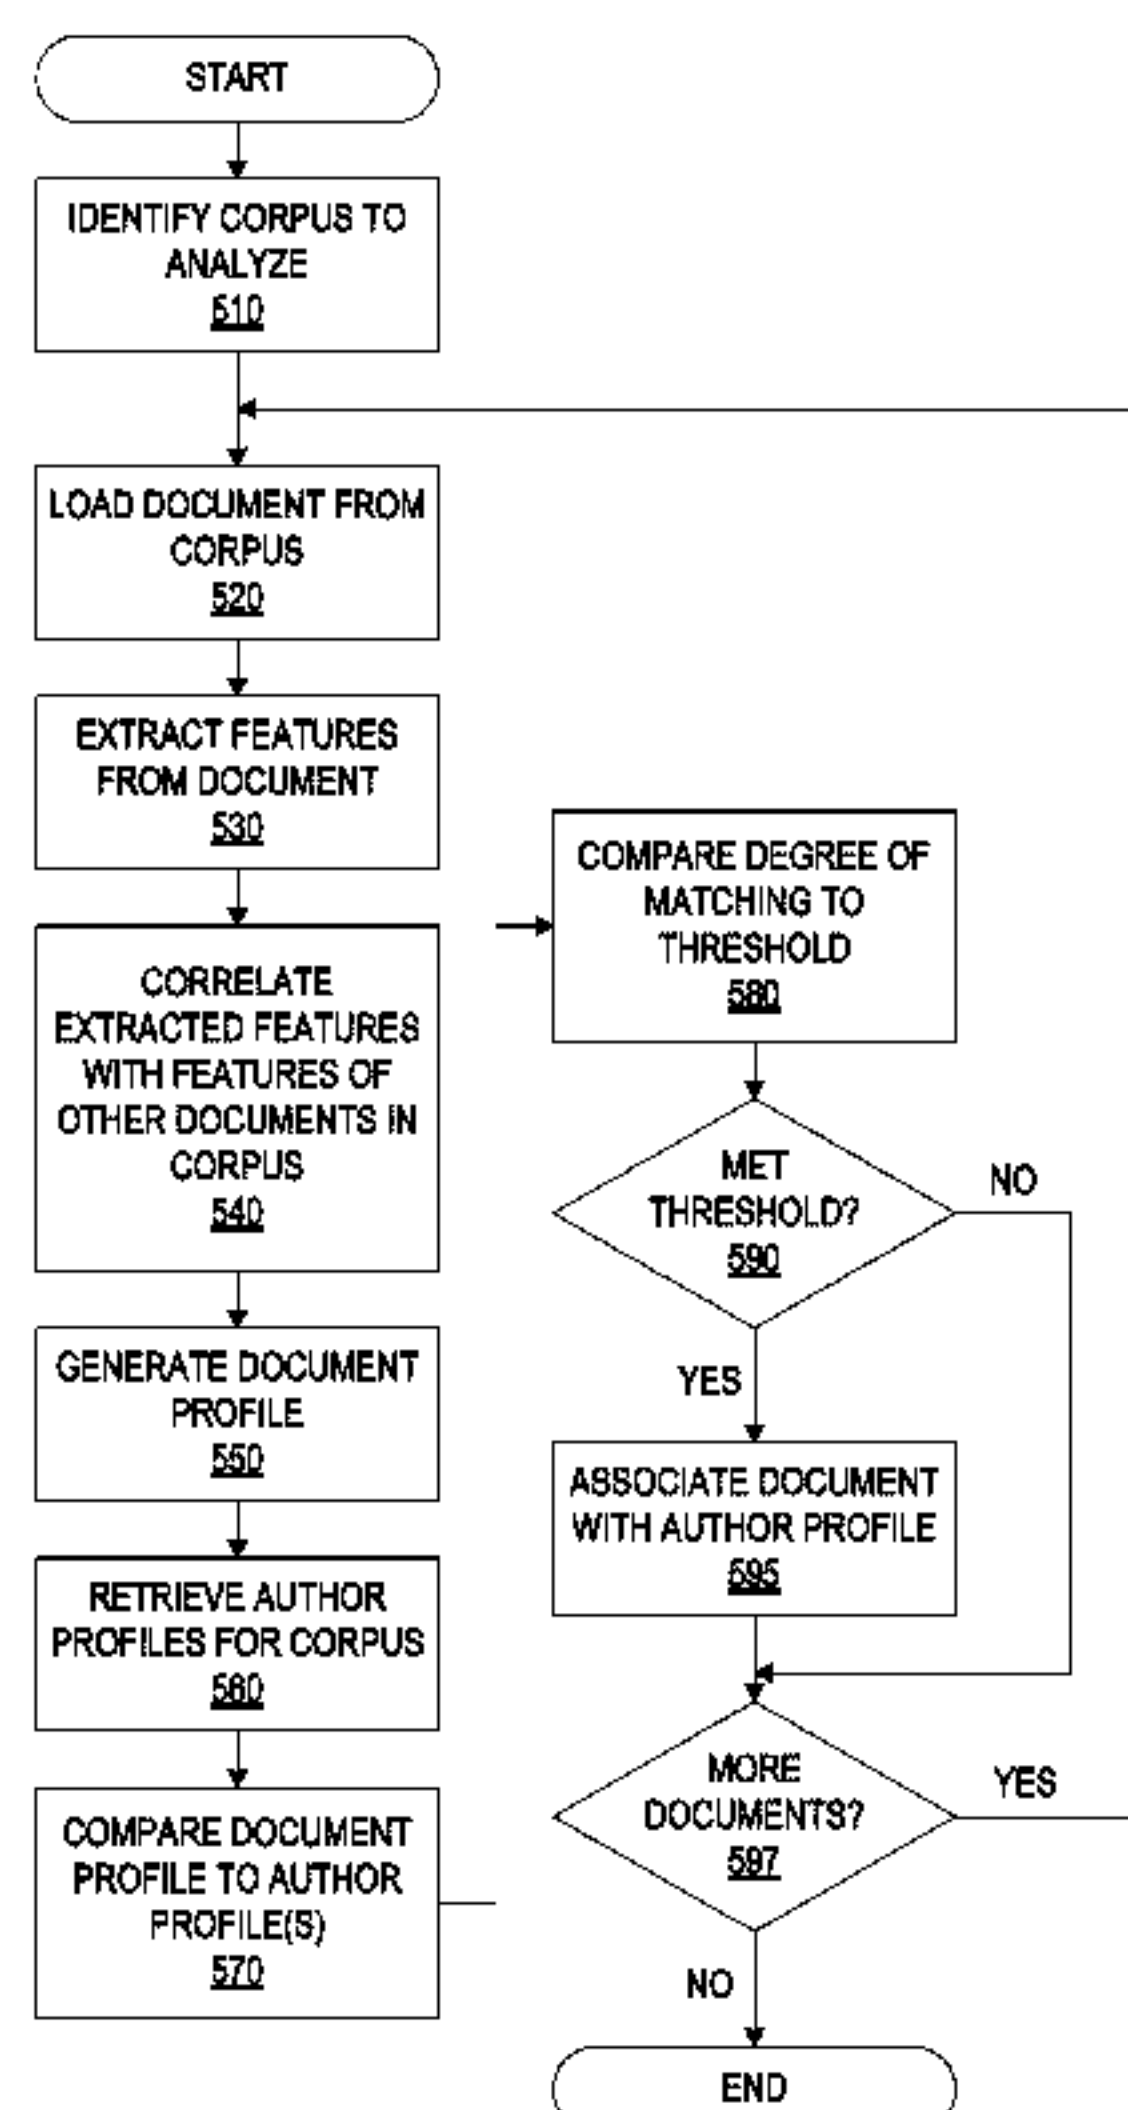 START
IDENTIFY CORPUS TO
ANALYZE
510
LOAD DOCUMENT FROM
CORPUS
520
EXTRACT FEATURES
FROM DOCUMENT
530
CORRELATE
EXTRACTED FEATURES
WITH FEATURES OF
OTHER DOCUMENTS IN
CORPUS
540
GENERATE DOCUMENT
PROFILE
550
RETRIEVE AUTHOR
PROFILES FOR CORPUS
560
COMPARE DOCUMENT
PROFILE TO AUTHOR
PROFILE(S)
570
COMPARE DEGREE OF
MATCHING TO
THRESHOLD
580
MET
THRESHOLD?
590
NO
YES
ASSOCIATE DOCUMENT
WITH AUTHOR PROFILE
595
MORE
DOCUMENTS?
597
YES
NO
END